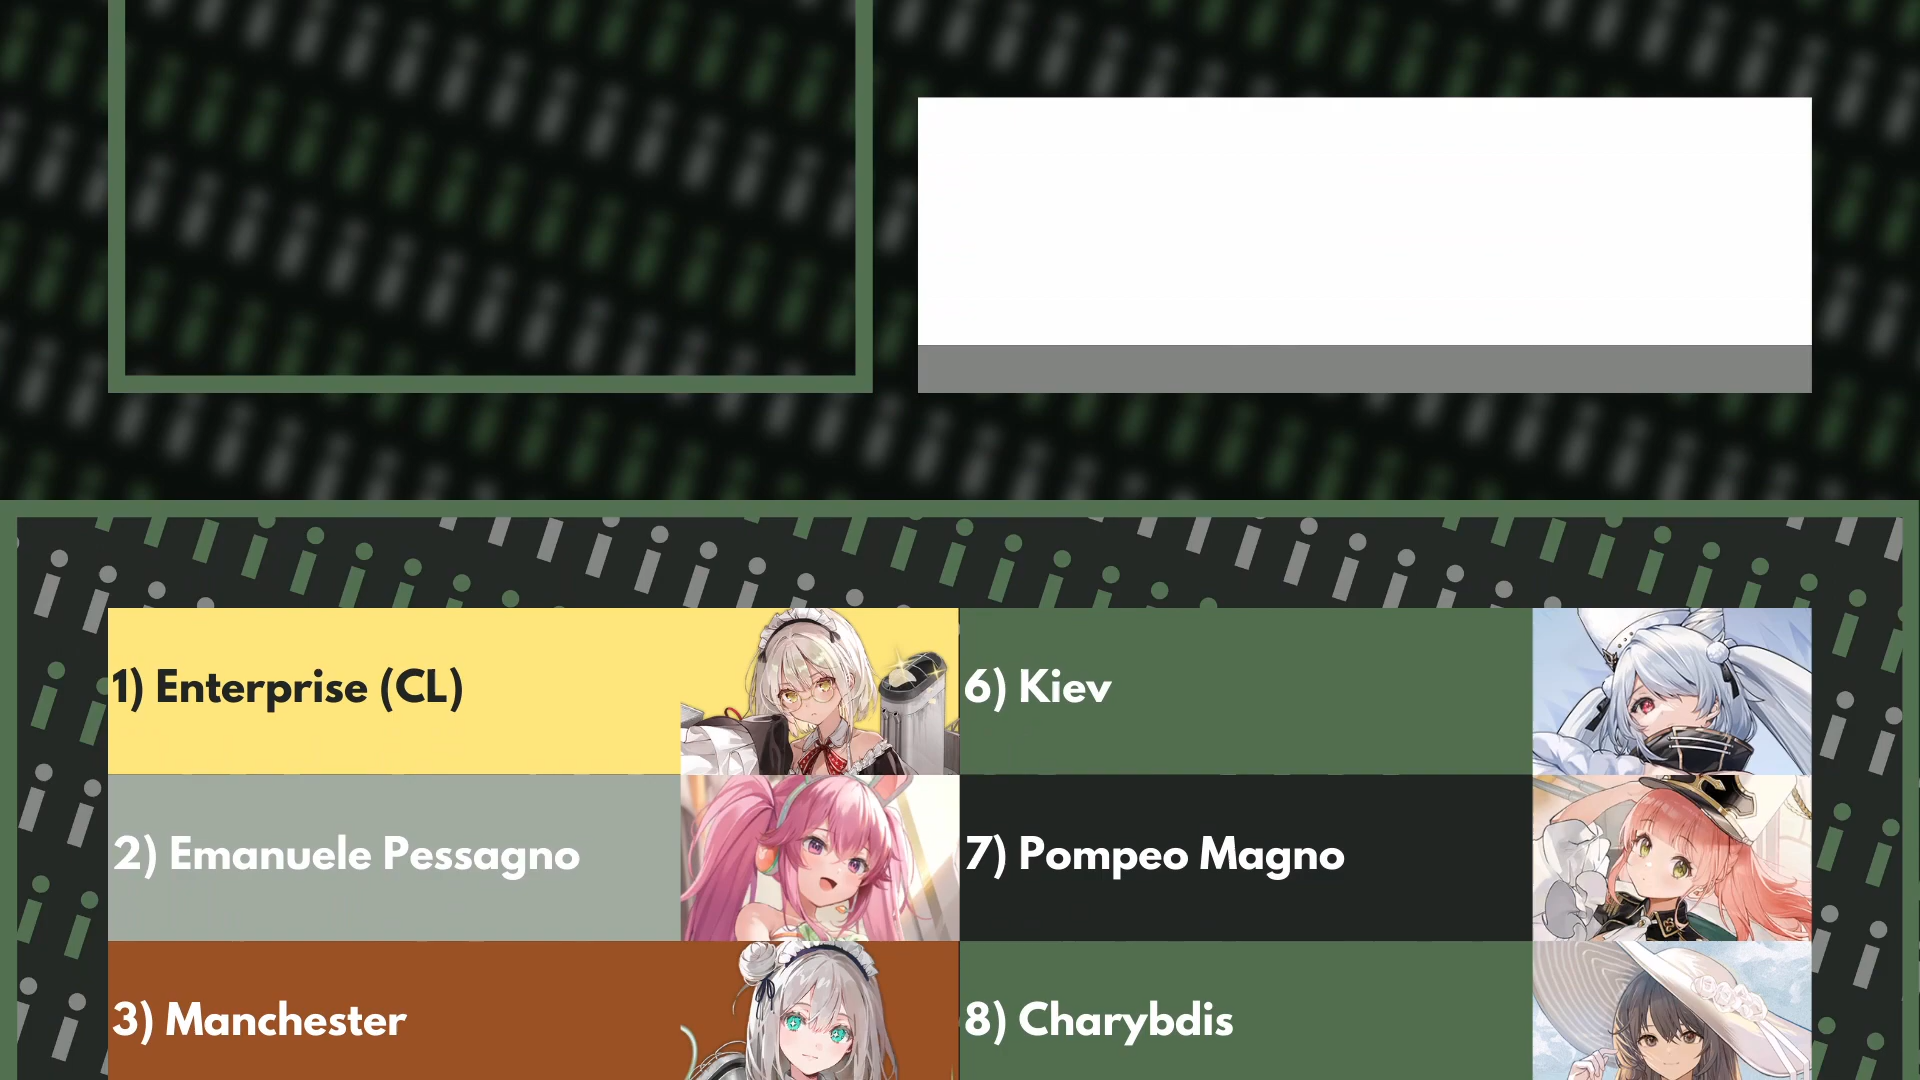 1) Enterprise (CL)
2) Emanuele Pessagno
3) Manchester
6) Kiev
7) Pompeo Magno
8) Charybdis